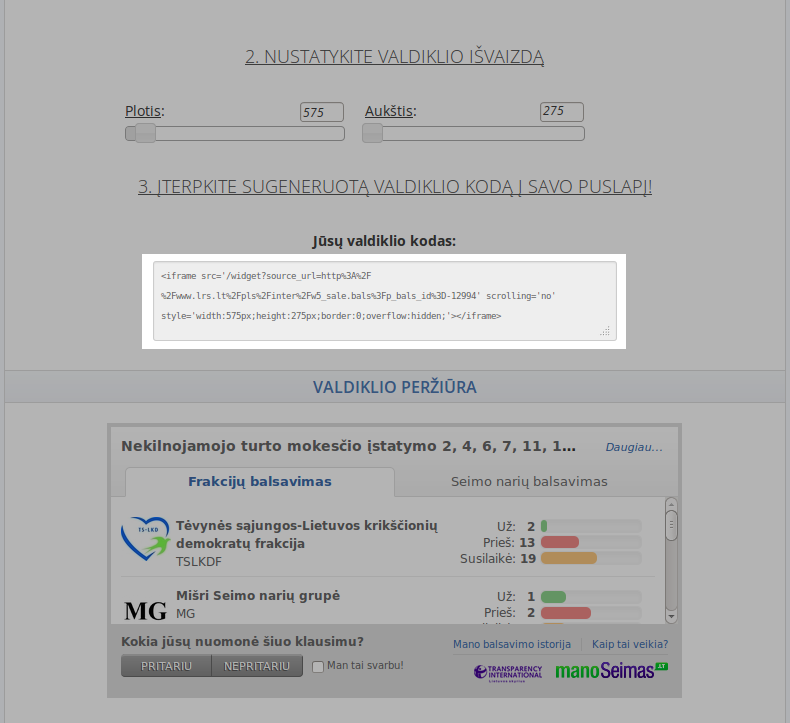 2. NUSTATYKITE VALDIKLIO IŠVAIZDĄ
Plotis: 575 Aukštis: 275
3. ĮTERPKITE SUGENERUOTĄ VALDIKLIO KODĄ Į SAVO PUSLAPĮ!
Jūsų valdiklio kodas:
<iframe src='/widget?source_url=http%3A%2F
%2Fwww.lrs.lt%2Fpls%2Finter%2Fw5_sale.bals%3Fp_bals_id%3D-12994' scrolling='no'
style='width:575px;height:275px;border:0;overflow:hidden;'></iframe>
VALDIKLIO PERŽIŪRA
Nekilnojamojo turto mokesčio įstatymo 2, 4, 6, 7, 11, 1... Daugiau...
Frakcijų balsavimas Seimo narių balsavimas
TS-LKD
Tėvynės sąjungos-Lietuvos krikščionių
demokratų frakcija
TSLKDF
Už: 2
Prieš: 13
Susilaikė: 19
MG
Mišri Seimo narių grupė
MG
Už: 1
Prieš: 2
Kokia jūsų nuomonė šiuo klausimu?
PRITARIU NEPRITARIU Man tai svarbu!
Mano balsavimo istorija Kaip tai veikia?
TRANSPARENCY
INTERNATIONAL
manoSeimas.LT